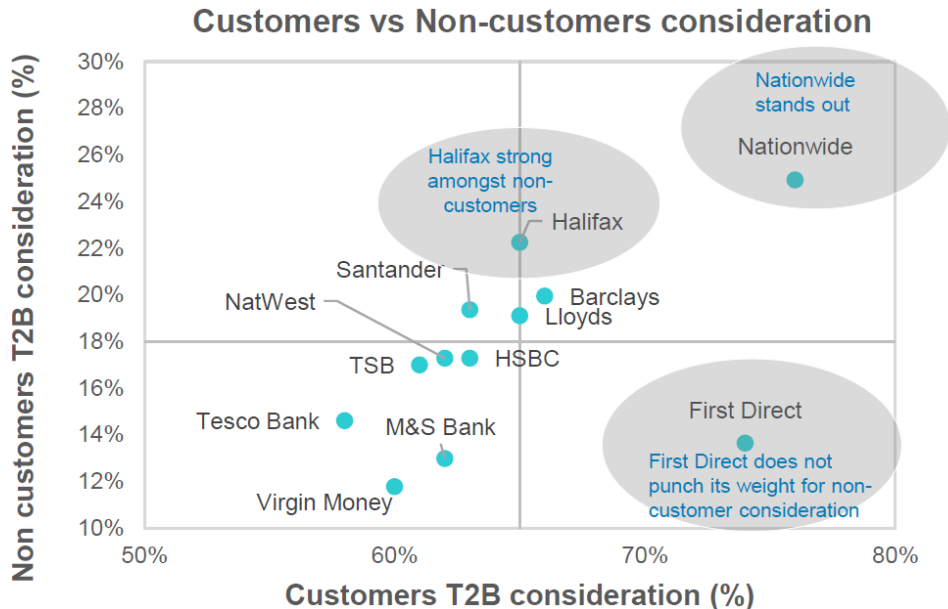 Customers vs Non-customers consideration
Non customers T2B consideration (%)
30%
28%
26%
24%
22%
20%
18%
16%
14%
12%
10%
Nationwide
stands out
Nationwide
Halifax strong
amongst non-
customers
Halifax
Santander
NatWest
Barclays
Lloyds
TSB
HSBC
Tesco Bank
M&S Bank
Virgin Money
First Direct
First Direct does not
punch its weight for non-
customer consideration
50%
60%
70%
80%
Customers T2B consideration (%)